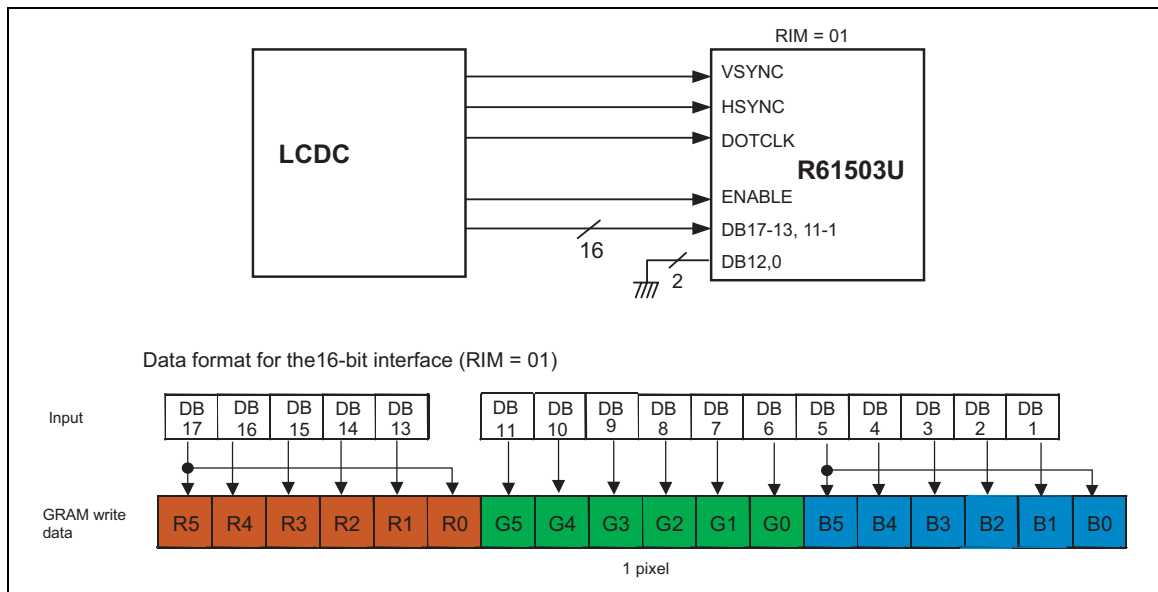 RIM = 01
LCDC
VSYNC
HSYNC
DOTCLK
R61503U
ENABLE
DB17-13, 11-1
16
DB12,0
2
Data format for the16-bit interface (RIM = 01)
Input
DB 17 DB 16 DB 15 DB 14 DB 13 DB 11 DB 10 DB 9 DB 8 DB 7 DB 6 DB 5 DB 4 DB 3 DB 2 DB 1
GRAM write data
R5 R4 R3 R2 R1 R0 G5 G4 G3 G2 G1 G0 B5 B4 B3 B2 B1 B0
1 pixel